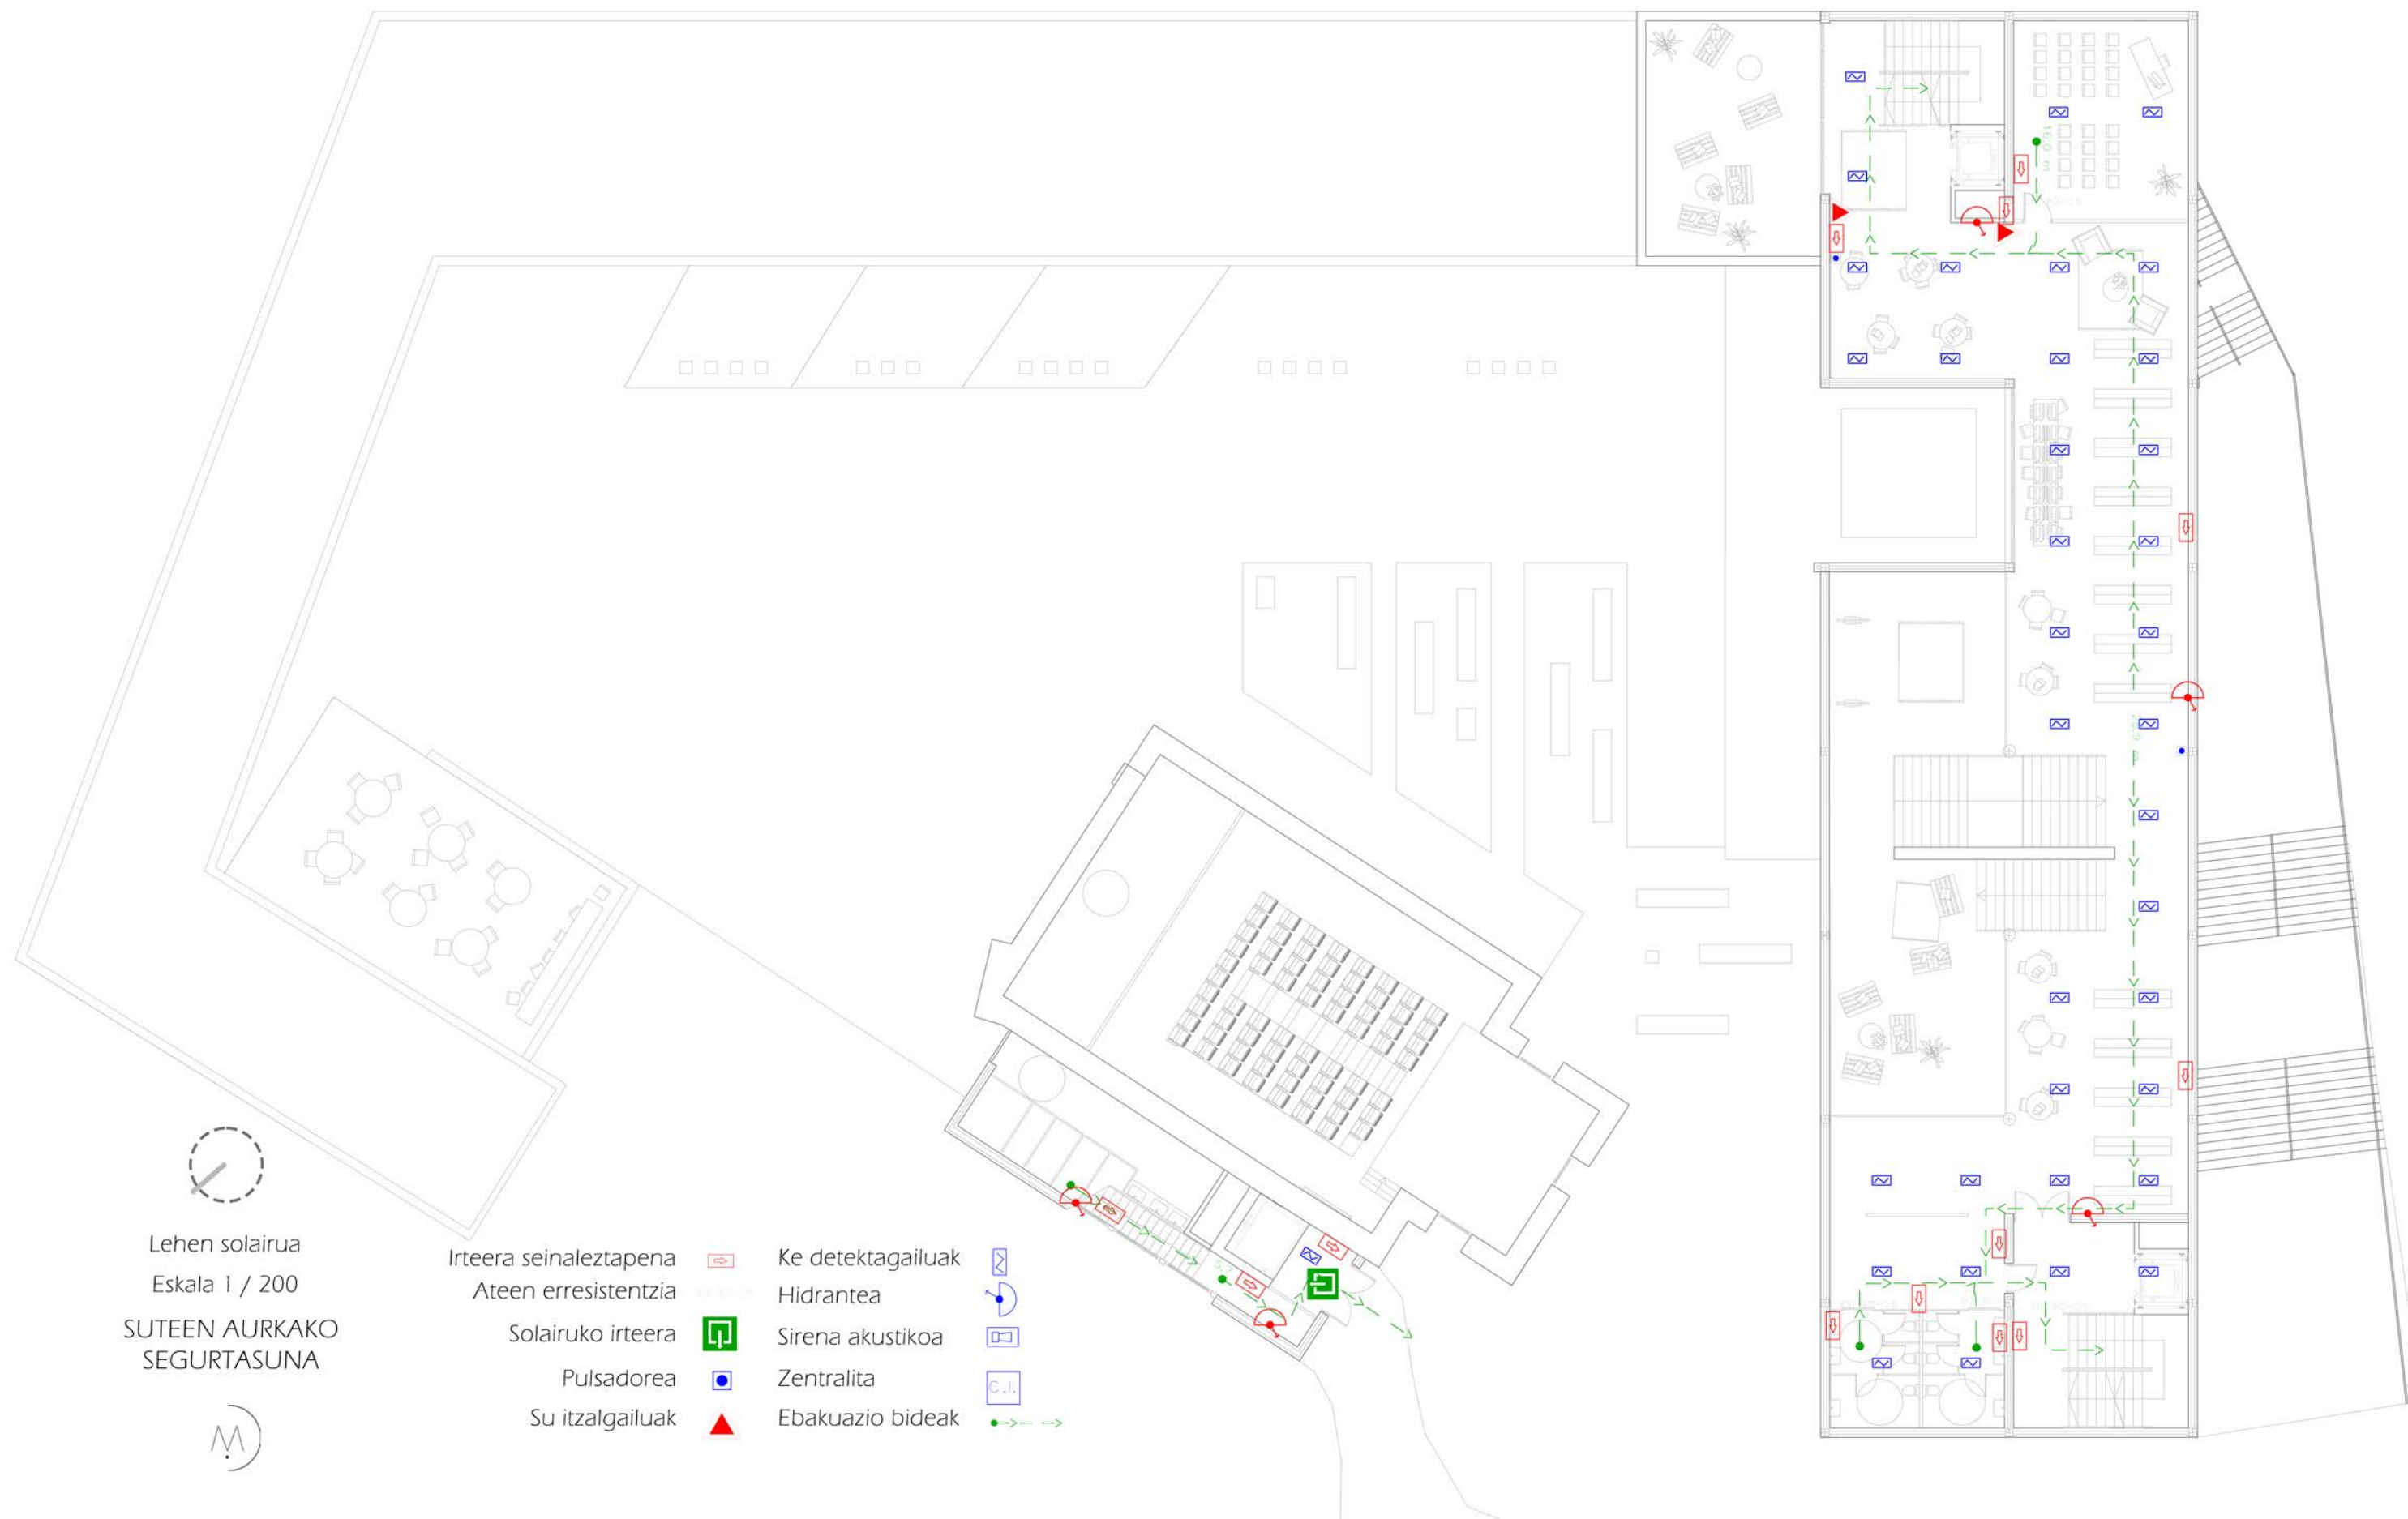 Lehen solairua
Eskala 1 / 200
SUTEEN AURKAKO
SEGURTASUNA
Irteera seinaleztapena
Ateen erresistentzia
Solairuko irteera
Pulsadorea
Su itzalgailuak
Ke detektagailuak
Hidrantea
Sirena akustikoa
Zentralita
C.I.
Ebakuazio bideak